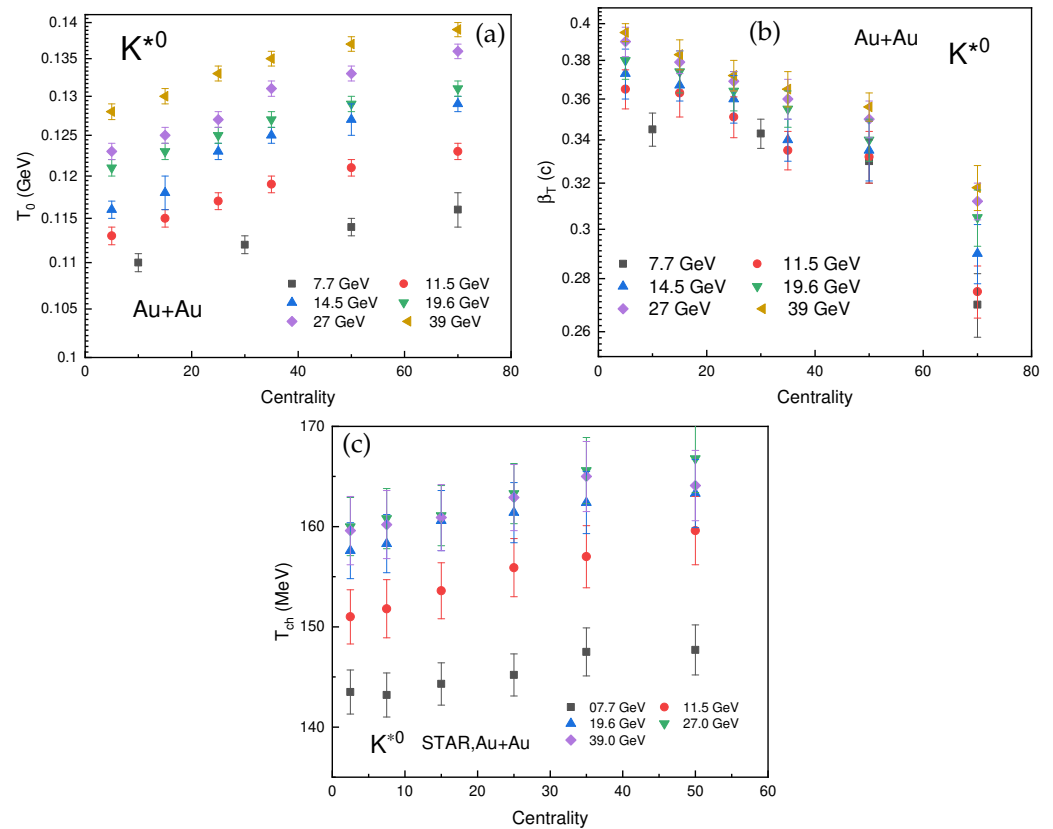 (a)
K*0
T0 (GeV)
0.14
0.135
0.13
0.125
0.12
0.115
0.11
0.105
0.1
7.7 GeV 11.5 GeV
14.5 GeV 19.6 GeV
27 GeV 39 GeV
Au+Au
0 20 40 60 80
Centrality
(b)
Au+Au
K*0
βT (c)
0.4
0.38
0.36
0.34
0.32
0.3
0.28
0.26
7.7 GeV 11.5 GeV
14.5 GeV 19.6 GeV
27 GeV 39 GeV
0 20 40 60 80
Centrality
(c)
Tch (MeV)
170
160
150
140
07.7 GeV 11.5 GeV
19.6 GeV 27.0 GeV
39.0 GeV
K*0 STAR,Au+Au
0 10 20 30 40 50 60
Centrality